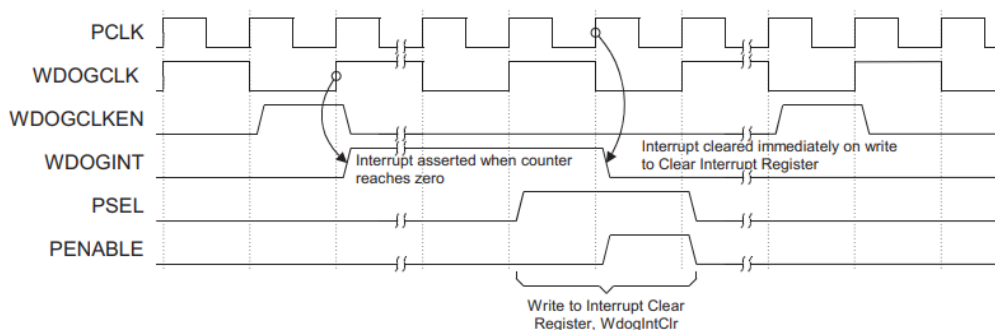 PCLK
WDOGCLK
WDOGCLKEN
WDOGINT
Interrupt asserted when counter
reaches zero
Interrupt cleared immediately on write
to Clear Interrupt Register
PSEL
PENABLE
Write to Interrupt Clear
Register, WdogIntClr